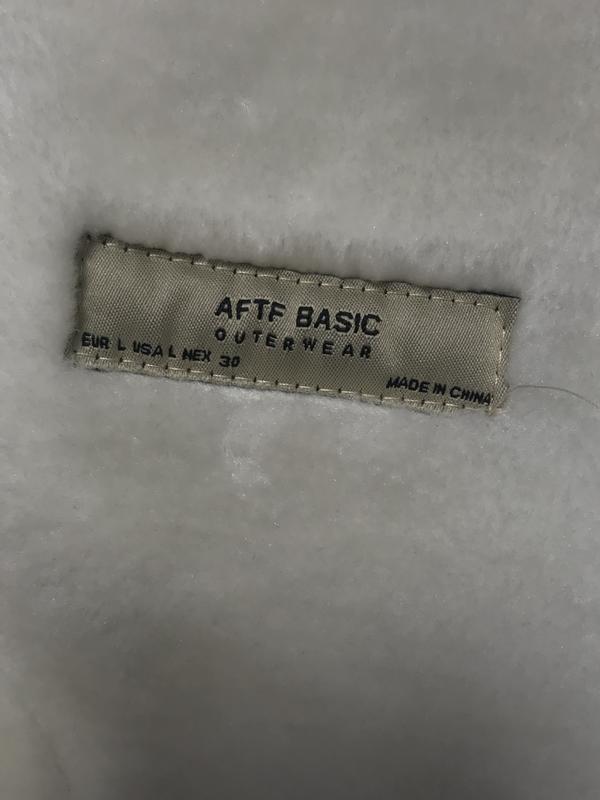 AFTF BASIC
OUTERWEAR
EUR L USA L MEX 30
MADE IN CHINA